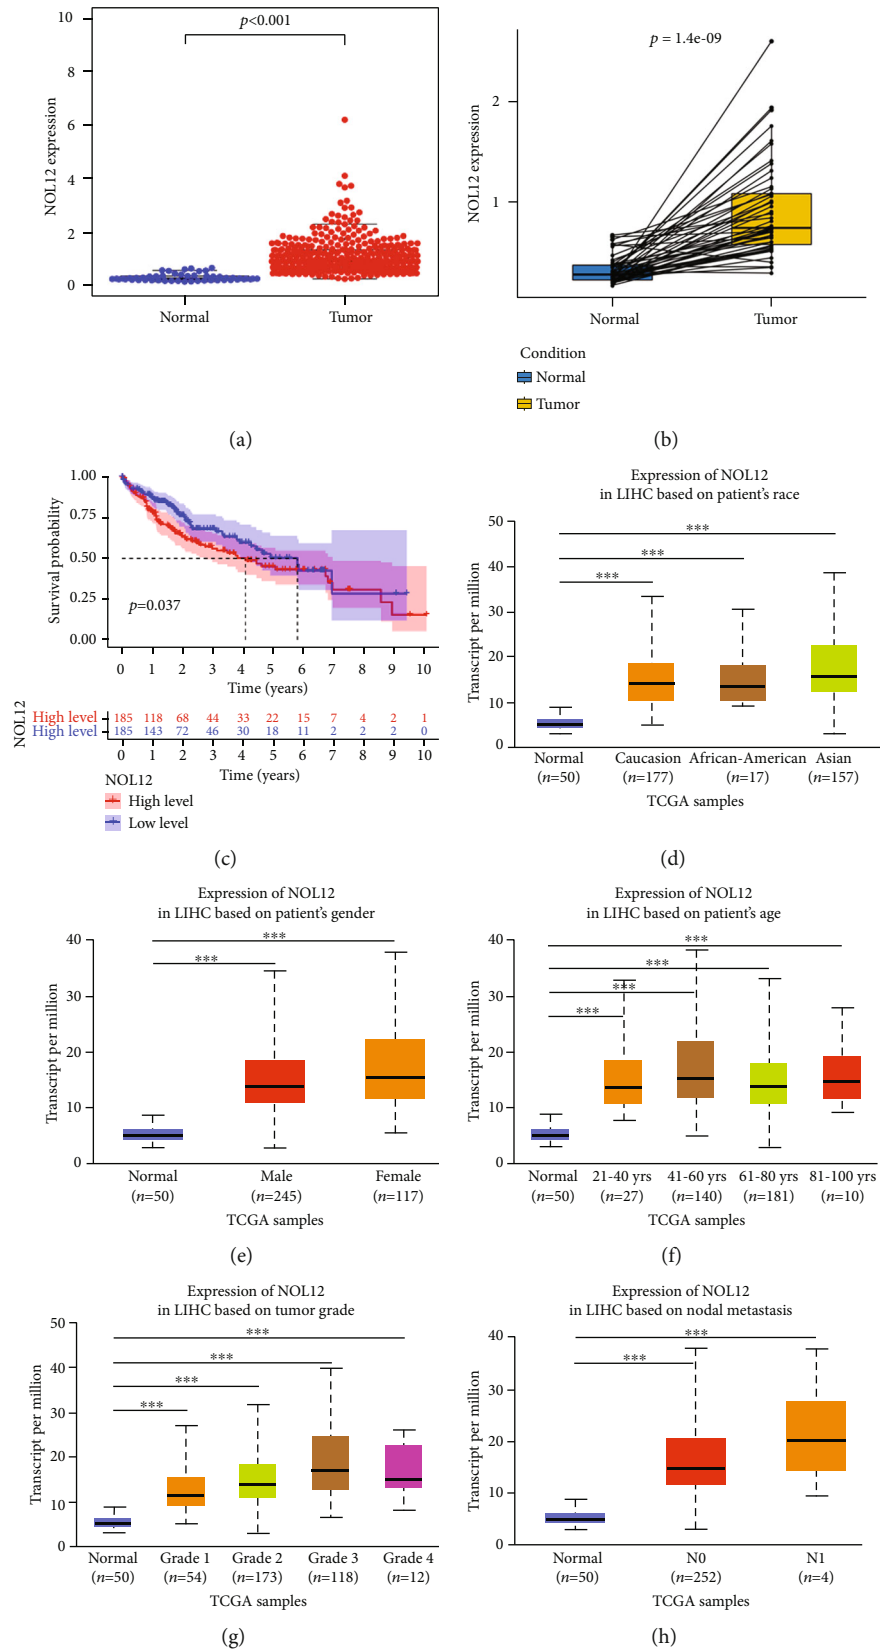 10
8
6
4
2
0
NOL12 expression
p<0.001
Normal
Tumor
(a)
2
1
NOL12 expression
p = 1.4e-09
Normal
Tumor
Condition
Normal
Tumor
(b)
1.00
0.75
0.50
0.25
0.00
Survival probability
p=0.037
0 1 2 3 4 5 6 7 8 9 10
Time (years)
NOL12
High level 185 118 68 44 33 22 15 7 4 2 1
High level 185 143 72 46 30 18 11 2 2 2 0
0 1 2 3 4 5 6 7 8 9 10
Time (years)
NOL12
High level
Low level
(c)
Expression of NOL12
in LIHC based on patient's race
50
40
30
20
10
0
Transcript per million
***
***
***
Normal Caucasion African-American Asian
(n=50) (n=177) (n=17) (n=157)
TCGA samples
(d)
Expression of NOL12
in LIHC based on patient's gender
40
30
20
10
0
Transcript per million
***
***
Normal Male Female
(n=50) (n=245) (n=117)
TCGA samples
(e)
Expression of NOL12
in LIHC based on patient's age
40
30
20
10
0
Transcript per million
***
***
***
***
Normal 21-40 yrs 41-60 yrs 61-80 yrs 81-100 yrs
(n=50) (n=27) (n=140) (n=181) (n=10)
TCGA samples
(f)
Expression of NOL12
in LIHC based on tumor grade
50
40
30
20
10
0
Transcript per million
***
***
***
***
Normal Grade 1 Grade 2 Grade 3 Grade 4
(n=50) (n=54) (n=173) (n=118) (n=12)
TCGA samples
(g)
Expression of NOL12
in LIHC based on nodal metastasis
40
30
20
10
0
Transcript per million
***
***
Normal N0 N1
(n=50) (n=252) (n=4)
TCGA samples
(h)